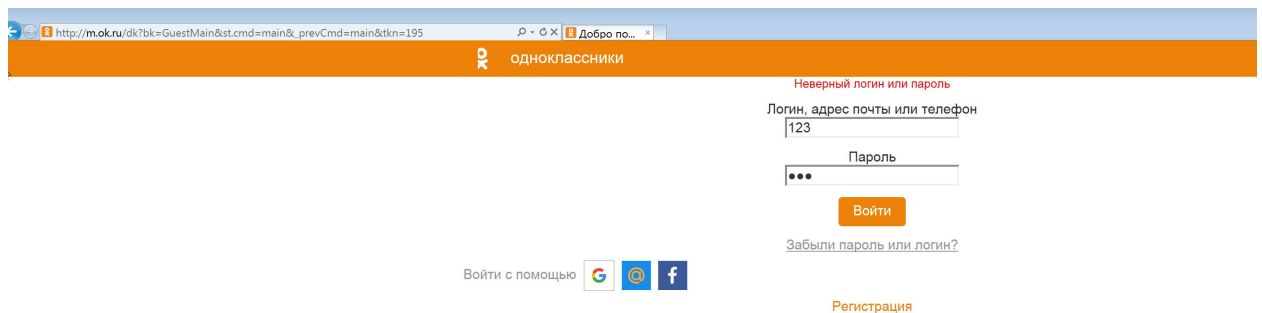 http://m.ok.ru/dk?bk=GuestMain&st.cmd=main&_prevCmd=main&tkn=195
Добро по...
одноклассники
Неверный логин или пароль
Логин, адрес почты или телефон
123
Пароль
Войти
Забыли пароль или логин?
Войти с помощью
Регистрация